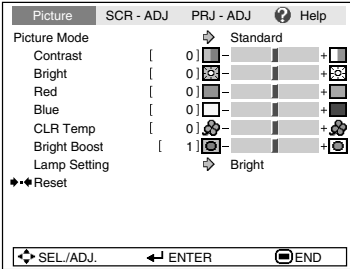 Picture SCR - ADJ PRJ - ADJ ? Help
Picture Mode Standard
Contrast [ 0 ] - +
Bright [ 0 ] - +
Red [ 0 ] - +
Blue [ 0 ] - +
CLR Temp [ 0 ] - +
Bright Boost [ 1 ] - +
Lamp Setting Bright
Reset
SEL./ADJ. ENTER END